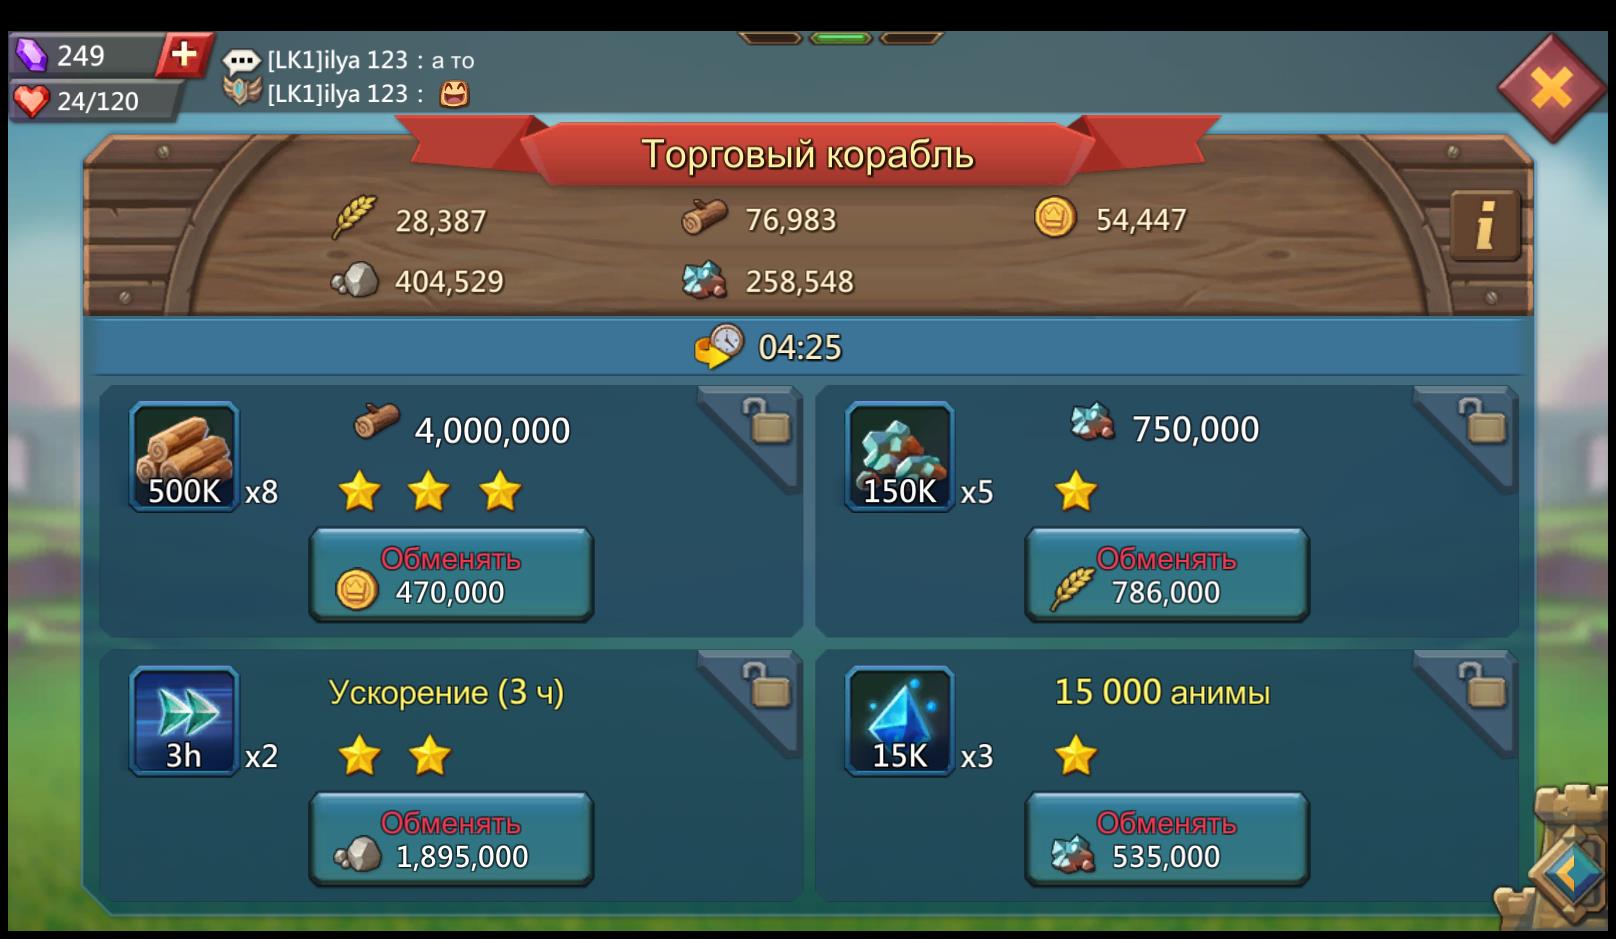 249
24/120
[LK1]ilya 123 : а то
[LK1]ilya 123 :
Торговый корабль
28,387
76,983
54,447
404,529
258,548
i
04:25
4,000,000
500K x8
Обменять
470,000
750,000
150K x5
Обменять
786,000
Ускорение (3 ч)
3h x2
Обменять
1,895,000
15 000 анимы
15K x3
Обменять
535,000